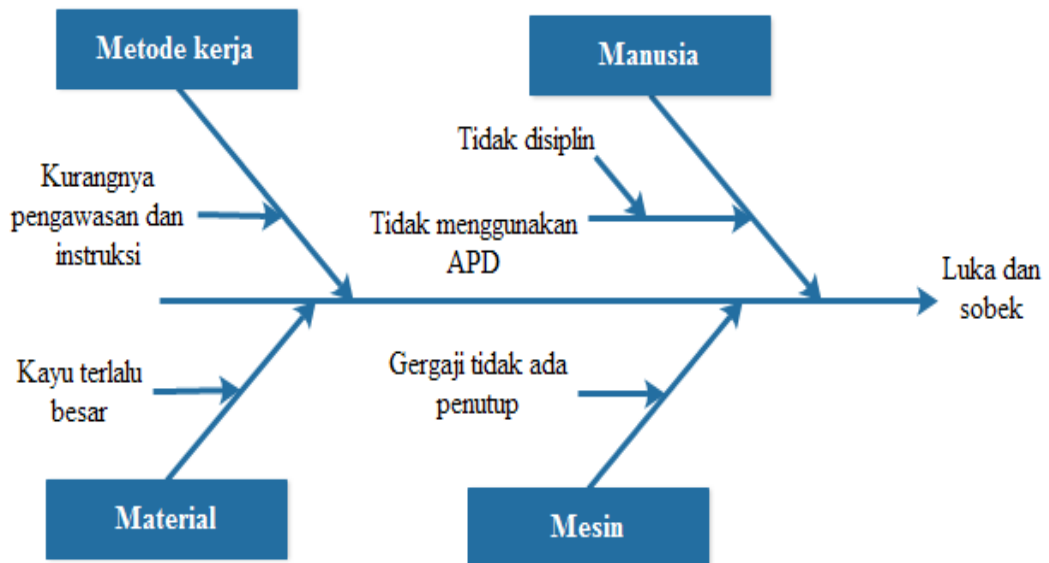 Metode kerja
Manusia
Tidak disiplin
Kurangnya
pengawasan dan
instruksi
Tidak menggunakan
APD
Luka dan
sobek
Kayu terlalu
besar
Gergaji tidak ada
penutup
Material
Mesin